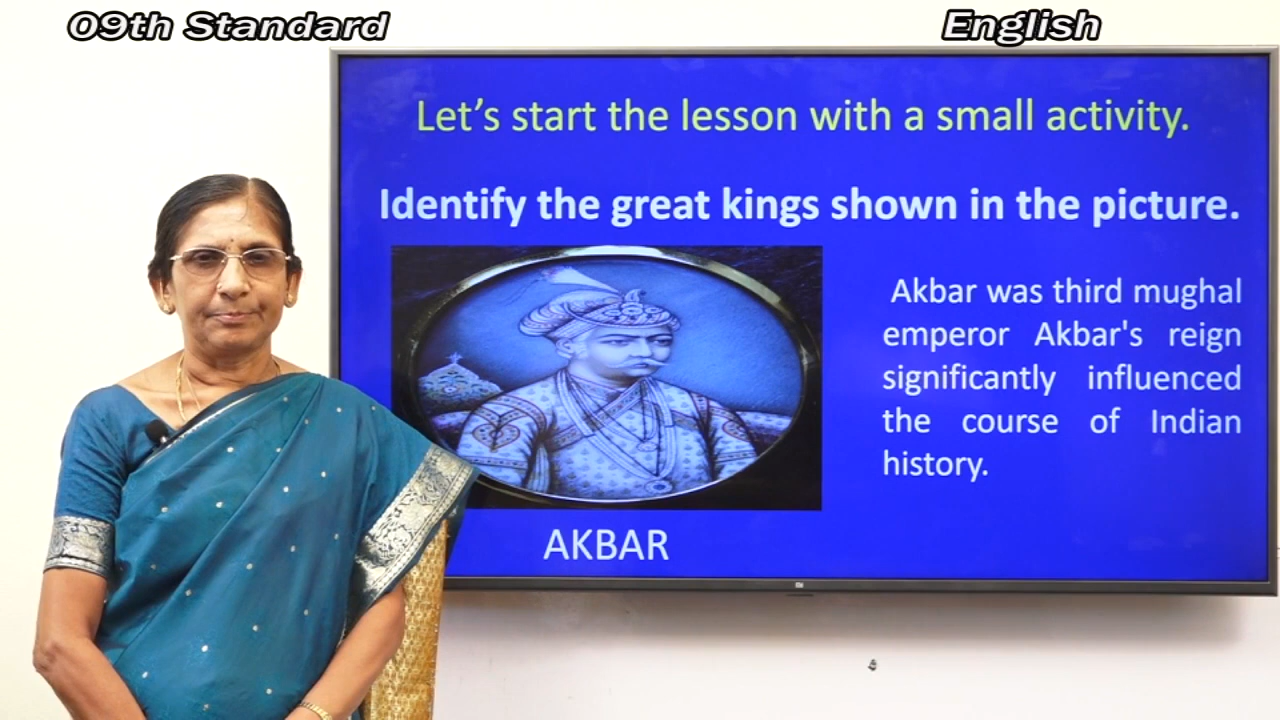 09th Standard
English
Let's start the lesson with a small activity.
Identify the great kings shown in the picture.
Akbar was third mughal
emperor Akbar's reign
significantly influenced
the course of Indian
history.
AKBAR
mi